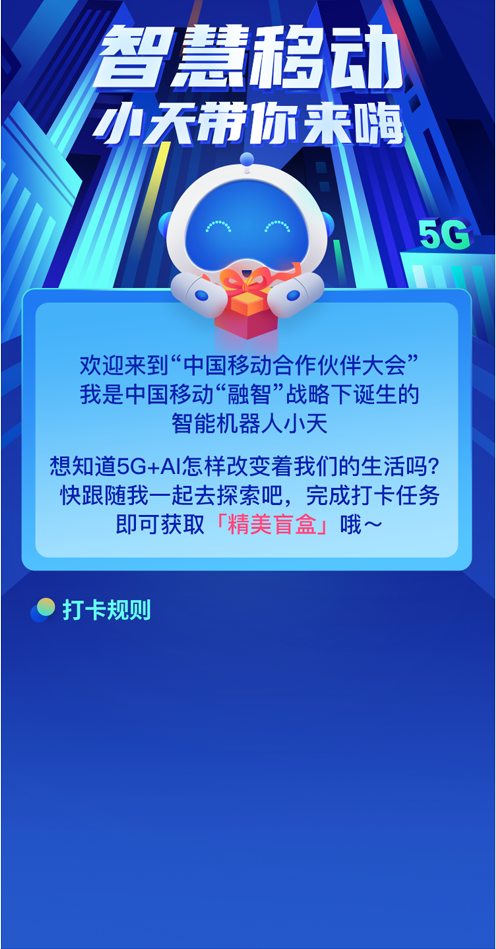 智慧移动
小天带你来嗨
5G
欢迎来到“中国移动合作伙伴大会”
我是中国移动“融智”战略下诞生的
智能机器人小天
想知道5G+AI怎样改变着我们的生活吗？
快跟随我一起去探索吧，完成打卡任务
即可获取「精美盲盒」哦～
打卡规则